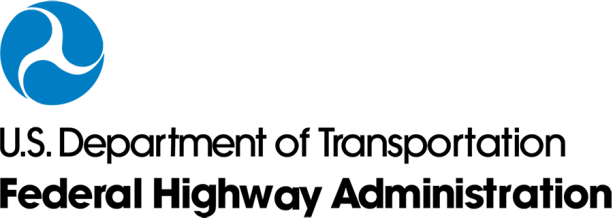 U.S. Department of Transportation
Federal Highway Administration